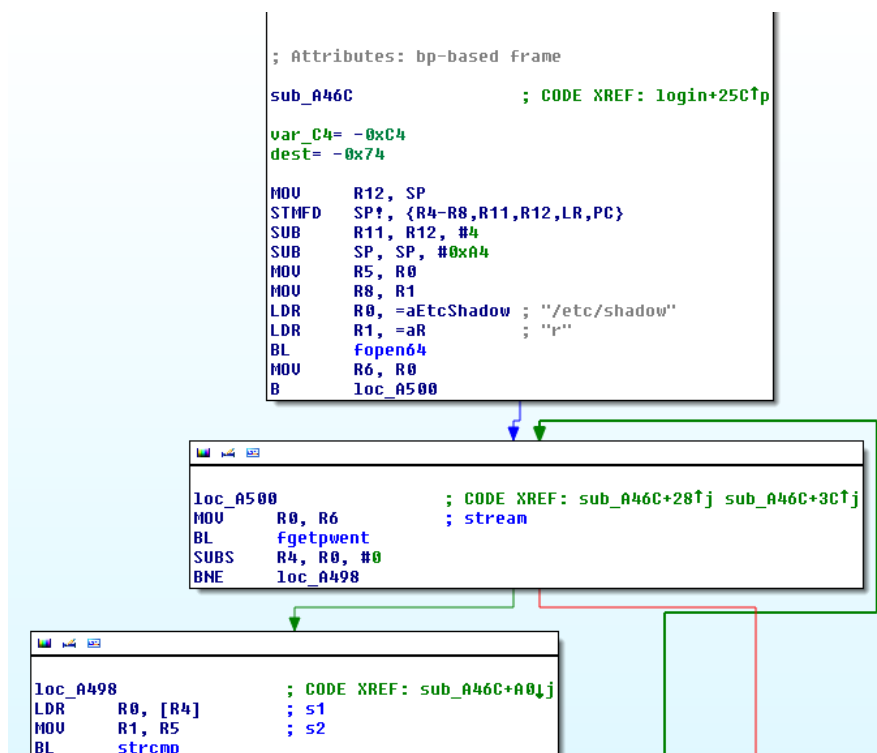 ; Attributes: bp-based frame
sub_A46C ; CODE XREF: login+25C↑p
var_C4= -0xC4
dest= -0x74
MOV R12, SP
STMFD SP!, {R4-R8,R11,R12,LR,PC}
SUB R11, R12, #4
SUB SP, SP, #0xA4
MOV R5, R0
MOV R8, R1
LDR R0, =aEtcShadow ; "/etc/shadow"
LDR R1, =aR ; "r"
BL fopen64
MOV R6, R0
B loc_A500
loc_A500 ; CODE XREF: sub_A46C+28↑j sub_A46C+3C↑j
MOV R0, R6 ; stream
BL fgetpwent
SUBS R4, R0, #0
BNE loc_A498
loc_A498 ; CODE XREF: sub_A46C+A0↓j
LDR R0, [R4] ; s1
MOV R1, R5 ; s2
BL strcmp